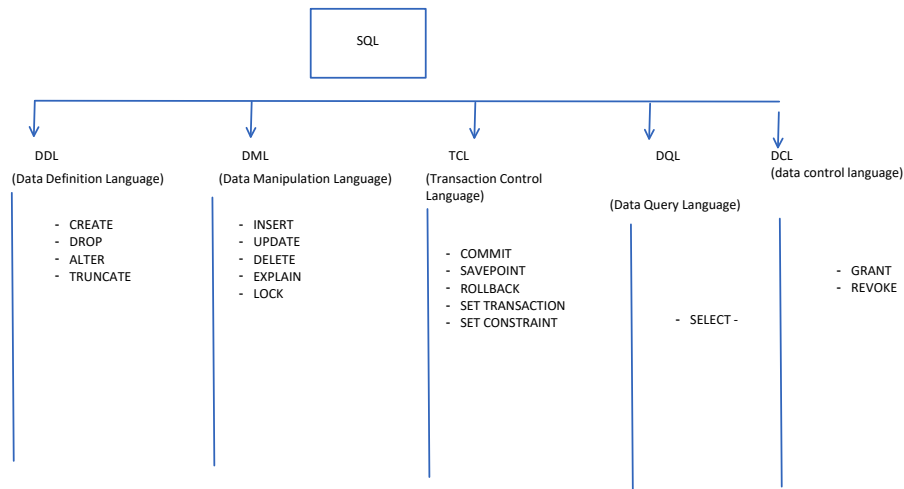 SQL
DDL
(Data Definition Language)
- CREATE
- DROP
- ALTER
- TRUNCATE
DML
(Data Manipulation Language)
- INSERT
- UPDATE
- DELETE
- EXPLAIN
- LOCK
TCL
(Transaction Control
Language)
- COMMIT
- SAVEPOINT
- ROLLBACK
- SET TRANSACTION
- SET CONSTRAINT
DQL
(Data Query Language)
- SELECT -
DCL
(data control language)
- GRANT
- REVOKE